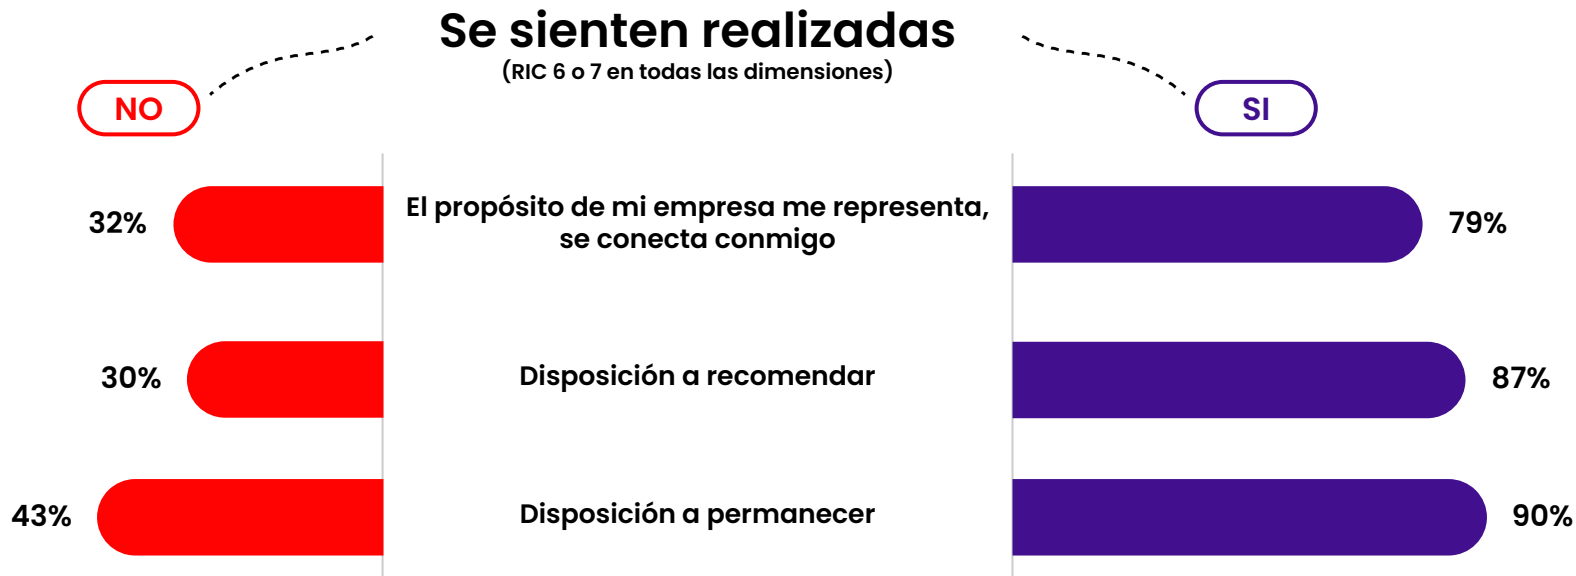 Se sienten realizadas
(RIC 6 o 7 en todas las dimensiones)
NO
SI
32%
El propósito de mi empresa me representa,
se conecta conmigo
79%
30%
Disposición a recomendar
87%
43%
Disposición a permanecer
90%